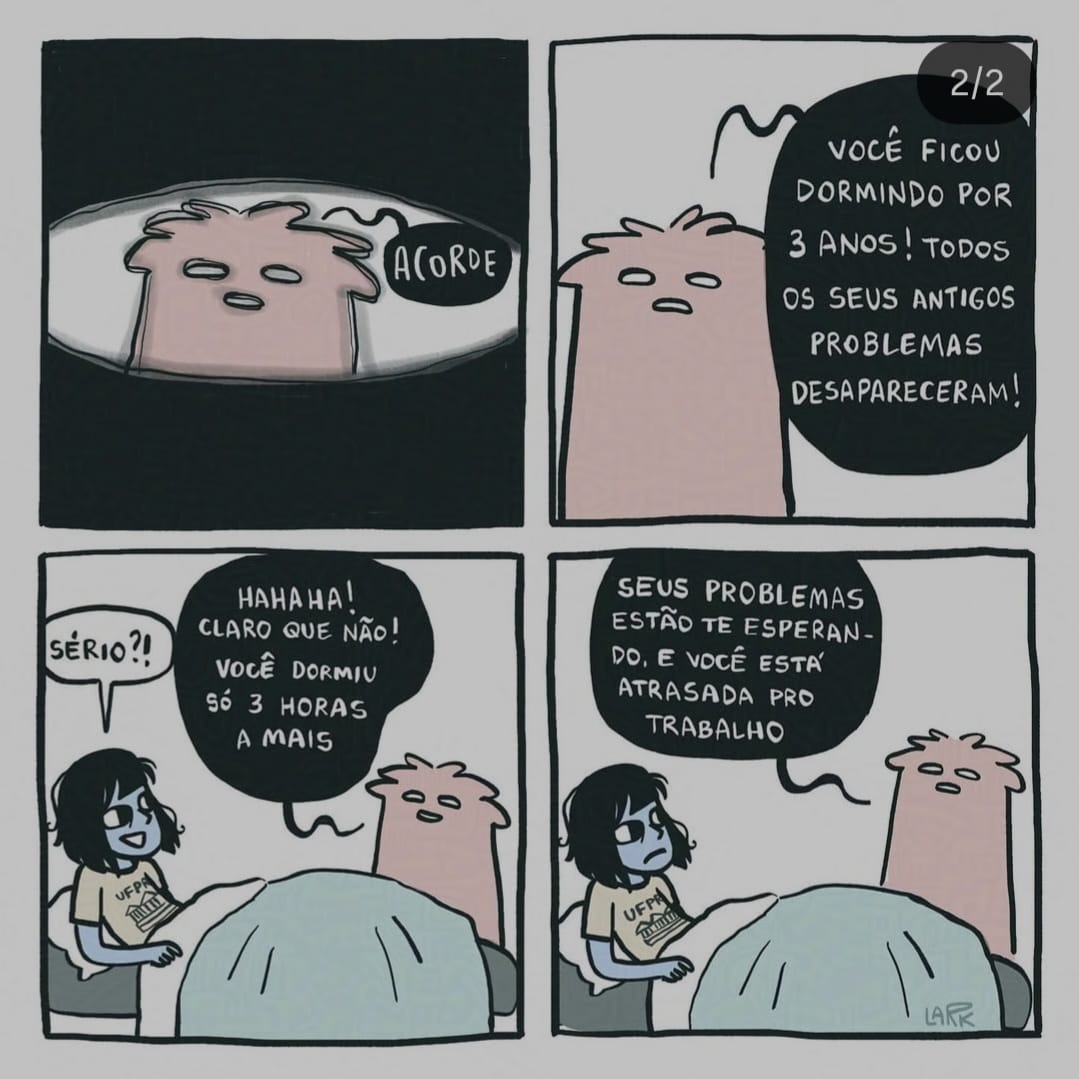 ACORDE
2/2
VOCÊ FICOU
DORMINDO POR
3 ANOS! TODOS
OS SEUS ANTIGOS
PROBLEMAS
DESAPARECERAM!
SÉRIO?!
HAHAHA!
CLARO QUE NÃO!
VOCÊ DORMIU
SÓ 3 HORAS
A MAIS
UFPR
SEUS PROBLEMAS
ESTÃO TE ESPERAN-
DO, E VOCÊ ESTÁ
ATRASADA PRO
TRABALHO
UFPR
LARK